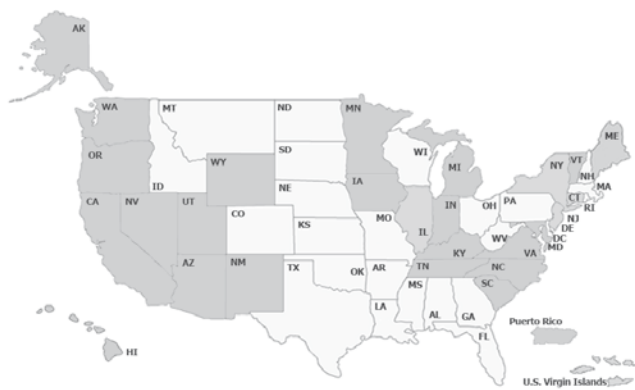 AK
WA
MT
ND
MN
ME
OR
ID
SD
WI
MI
NY
VT
NH
MA
WY
IA
CT
RI
NE
PA
NJ
CA
NV
UT
CO
IL
IN
OH
DE
DC
MD
KS
MO
WV
VA
KY
AZ
NM
OK
AR
TN
NC
TX
MS
SC
LA
AL
GA
FL
Puerto Rico
HI
U.S. Virgin Islands